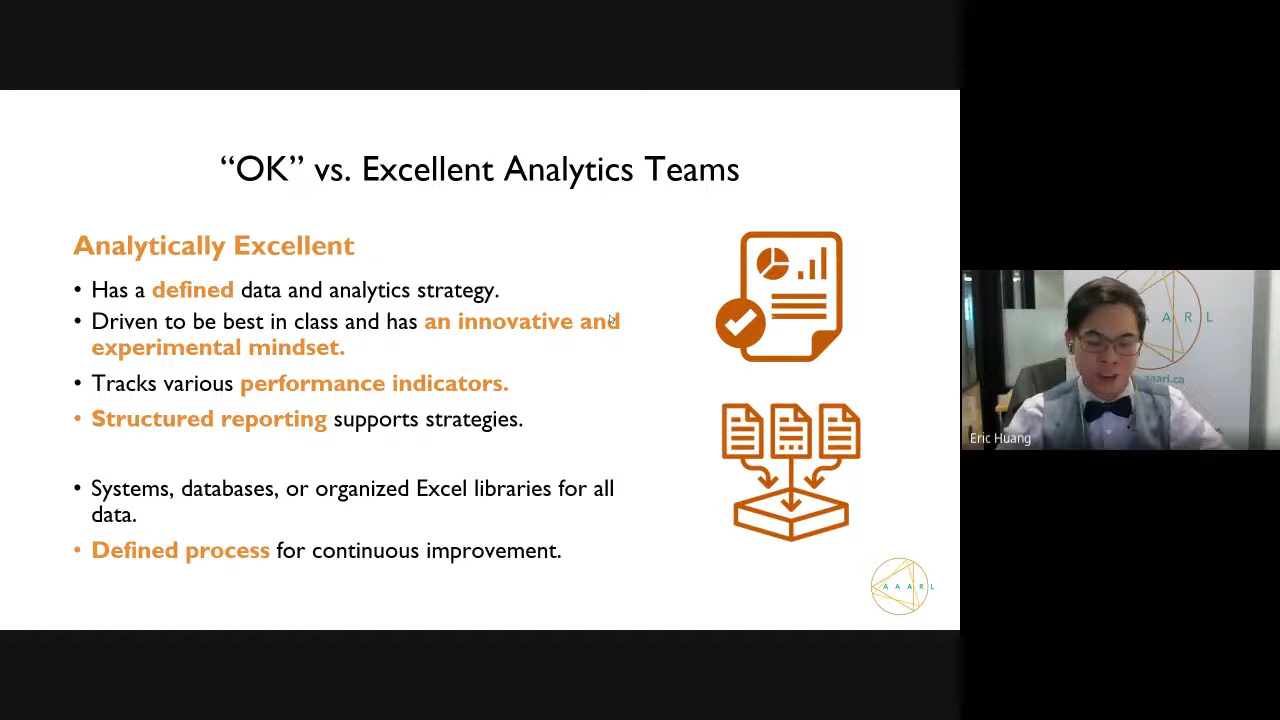 “OK” vs. Excellent Analytics Teams
Analytically Excellent
• Has a defined data and analytics strategy.
• Driven to be best in class and has an innovative and
experimental mindset.
• Tracks various performance indicators.
• Structured reporting supports strategies.
• Systems, databases, or organized Excel libraries for all
data.
• Defined process for continuous improvement.
A A A R L
A A R L
aaarl.ca
Eric Huang